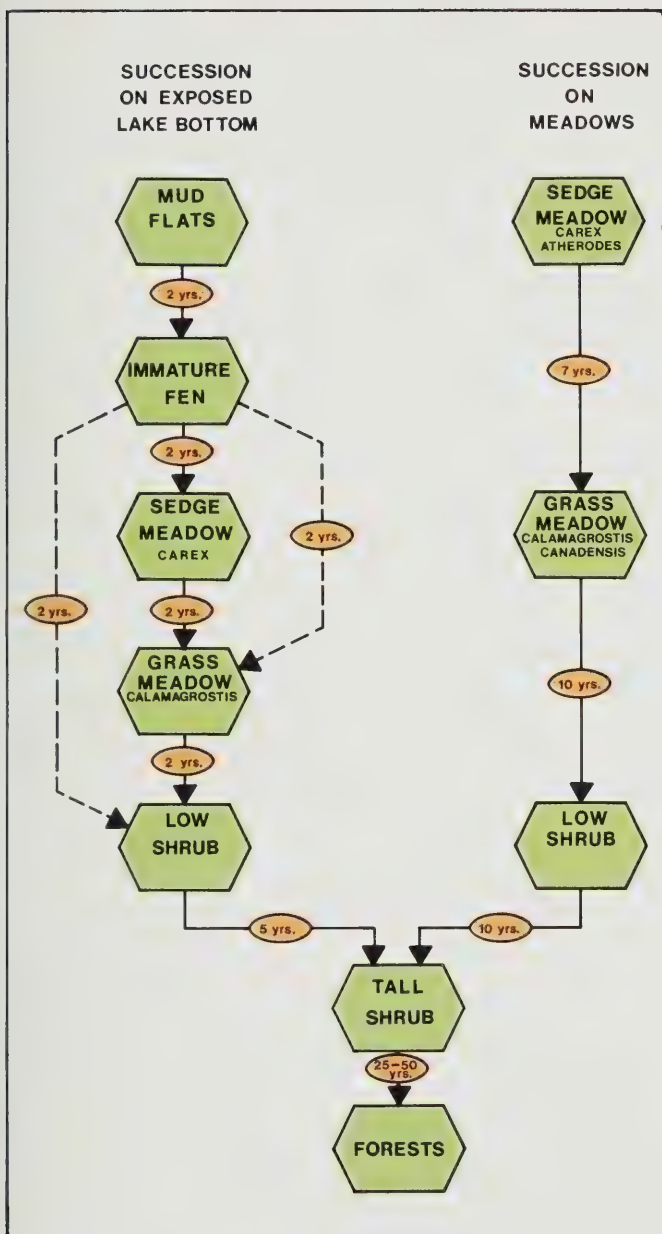 SUCCESSION
ON EXPOSED
LAKE BOTTOM
MUD
FLATS
2 yrs.
IMMATURE
FEN
2 yrs.
SEDGE
MEADOW
CAREX
2 yrs.
2 yrs.
2 yrs.
GRASS
MEADOW
CALAMAGROSTIS
2 yrs.
LOW
SHRUB
5 yrs.
SUCCESSION
ON
MEADOWS
SEDGE
MEADOW
CAREX
ATHERODES
7 yrs.
GRASS
MEADOW
CALAMAGROSTIS
CANADENSIS
10 yrs.
LOW
SHRUB
10 yrs.
TALL
SHRUB
25–50
yrs.
FORESTS